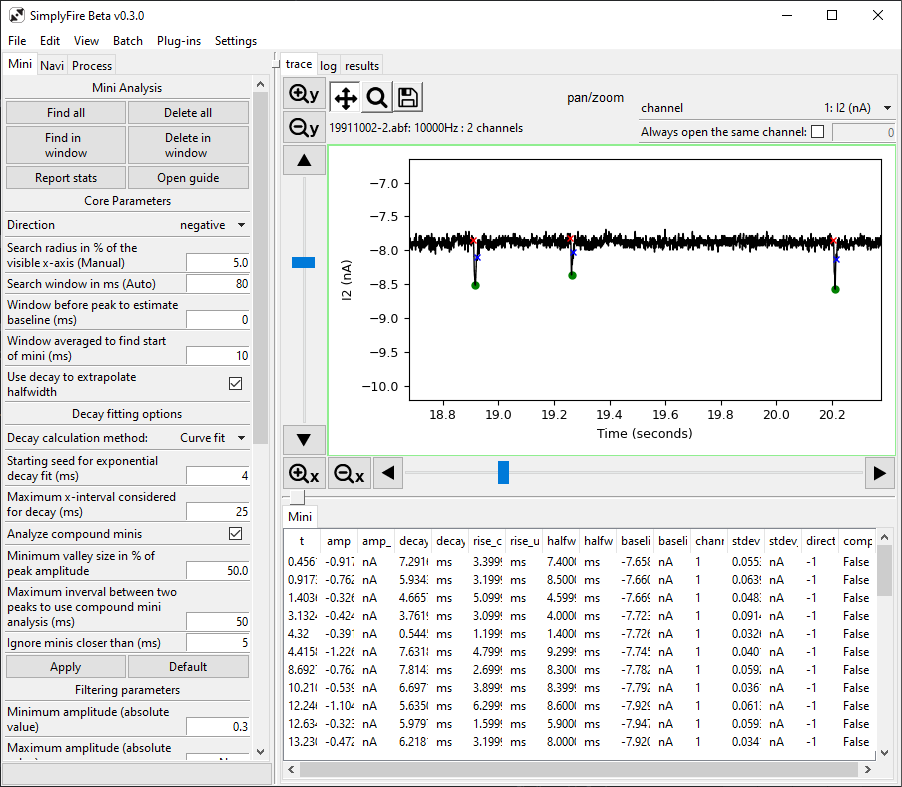 SimplyFire Beta v0.3.0
File Edit View Batch Plug-ins Settings
Mini Navi Process
Mini Analysis
Find all Delete all
Find in
window
Delete in
window
Report stats Open guide
Core Parameters
Direction negative
Search radius in % of the
visible x-axis (Manual) 5.0
Search window in ms (Auto) 80
Window before peak to estimate
baseline (ms) 0
Window averaged to find start
of mini (ms) 10
Use decay to extrapolate
halfwidth
Decay fitting options
Decay calculation method: Curve fit
Starting seed for exponential
decay fit (ms) 4
Maximum x-interval considered
for decay (ms) 25
Analyze compound minis
Minimum valley size in % of
peak amplitude 50.0
Maximum inverval between two
peaks to use compound mini
analysis (ms) 50
Ignore minis closer than (ms) 5
Apply Default
Filtering parameters
Minimum amplitude (absolute
value) 0.3
Maximum amplitude (absolute
trace log results
y
y
pan/zoom
channel 1: I2 (nA)
19911002-2.abf: 10000Hz : 2 channels
Always open the same channel: 0
−7.0
−7.5
−8.0
−8.5
−9.0
−9.5
−10.0
I2 (nA)
18.8 19.0 19.2 19.4 19.6 19.8 20.0 20.2
Time (seconds)
x x
Mini
t amp amp_ decay decay rise_c rise_u halfw halfw baseli baseli chann stdev stdev_ direct comp
0.4561 -0.917 nA 7.2916 ms 3.3999 ms 7.4000 ms -7.658 nA 1 0.0553 nA -1 False
0.9173 -0.762 nA 5.9343 ms 3.1999 ms 8.5000 ms -7.660 nA 1 0.0639 nA -1 False
1.4036 -0.326 nA 4.6657 ms 5.0999 ms 4.5999 ms -7.669 nA 1 0.0483 nA -1 False
3.1324 -0.424 nA 3.7619 ms 3.0999 ms 4.0000 ms -7.723 nA 1 0.0914 nA -1 False
4.32 -0.391 nA 0.5445 ms 1.1999 ms 1.4000 ms -7.726 nA 1 0.0326 nA -1 False
4.4158 -1.226 nA 7.6318 ms 4.7999 ms 9.2999 ms -7.745 nA 1 0.0401 nA -1 False
8.6927 -0.762 nA 7.8143 ms 2.6999 ms 8.3000 ms -7.782 nA 1 0.0592 nA -1 False
10.210 -0.539 nA 6.6971 ms 3.8999 ms 8.3999 ms -7.792 nA 1 0.0367 nA -1 False
12.246 -1.104 nA 5.6350 ms 6.2999 ms 8.6000 ms -7.929 nA 1 0.0613 nA -1 False
12.634 -0.323 nA 5.9797 ms 1.5999 ms 5.9000 ms -7.947 nA 1 0.0593 nA -1 False
13.230 -0.472 nA 6.2187 ms 3.1999 ms 8.0000 ms -7.920 nA 1 0.0341 nA -1 False